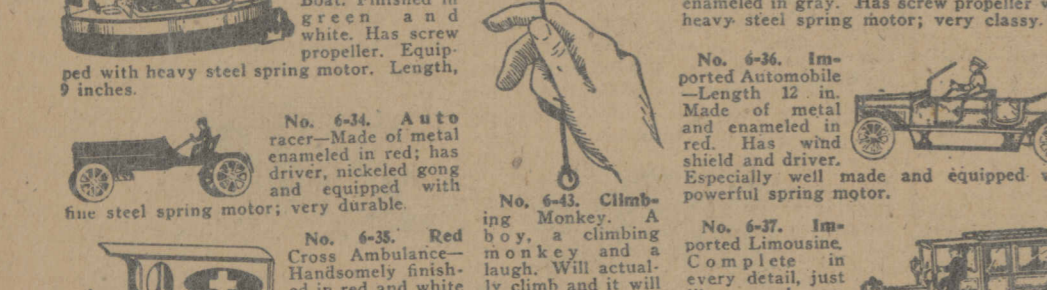 Boat. Finished in
green and
white. Has screw
propeller. Equip-
ped with heavy steel spring motor. Length,
9 inches.
No. 6-34. Auto
racer—Made of metal
enameled in red; has
driver, nickeled gong
and equipped with
fine steel spring motor; very durable.
No. 6-35. Red
Cross Ambulance—
Handsomely finish-
ed in red and white
No. 6-43. Climb-
ing Monkey. A
boy, a climbing
monkey and a
laugh. Will actual-
ly climb and it will
enameled in gray. Has screw propeller
heavy steel spring motor; very classy.
No. 6-36. Im-
ported Automobile
—Length 12 in.
Made of metal
and enameled in
red. Has wind
shield and driver.
Especially well made and equipped
powerful spring motor.
No. 6-37. Im-
ported Limousine,
Complete in
every detail, just